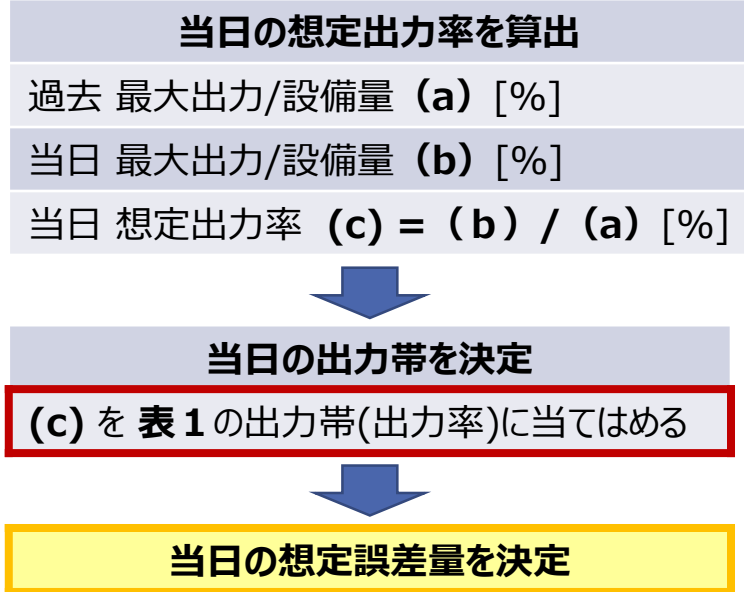 当日の想定出力率を算出
過去 最大出力/設備量（a）[%]
当日 最大出力/設備量（b）[%]
当日 想定出力率 (c) =（ｂ）/（a）[%]
当日の出力帯を決定
(c) を 表１の出力帯(出力率)に当てはめる
当日の想定誤差量を決定